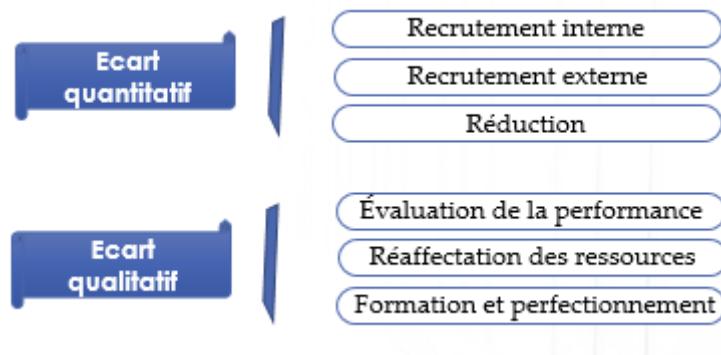 Ecart
quantitatif
Recrutement interne
Recrutement externe
Réduction
Ecart
qualitatif
Évaluation de la performance
Réaffectation des ressources
Formation et perfectionnement